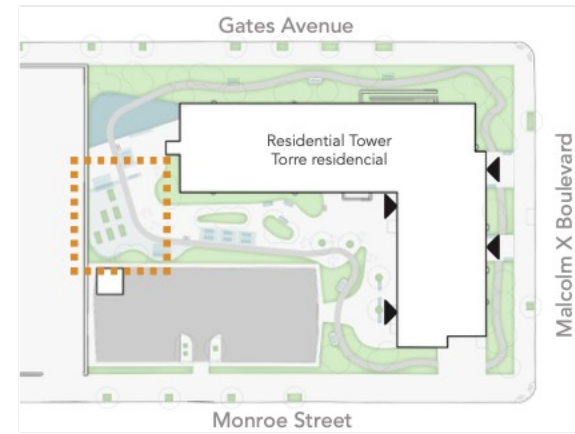 Gates Avenue
Residential Tower
Torre residencial
Malcolm X Boulevard
Monroe Street